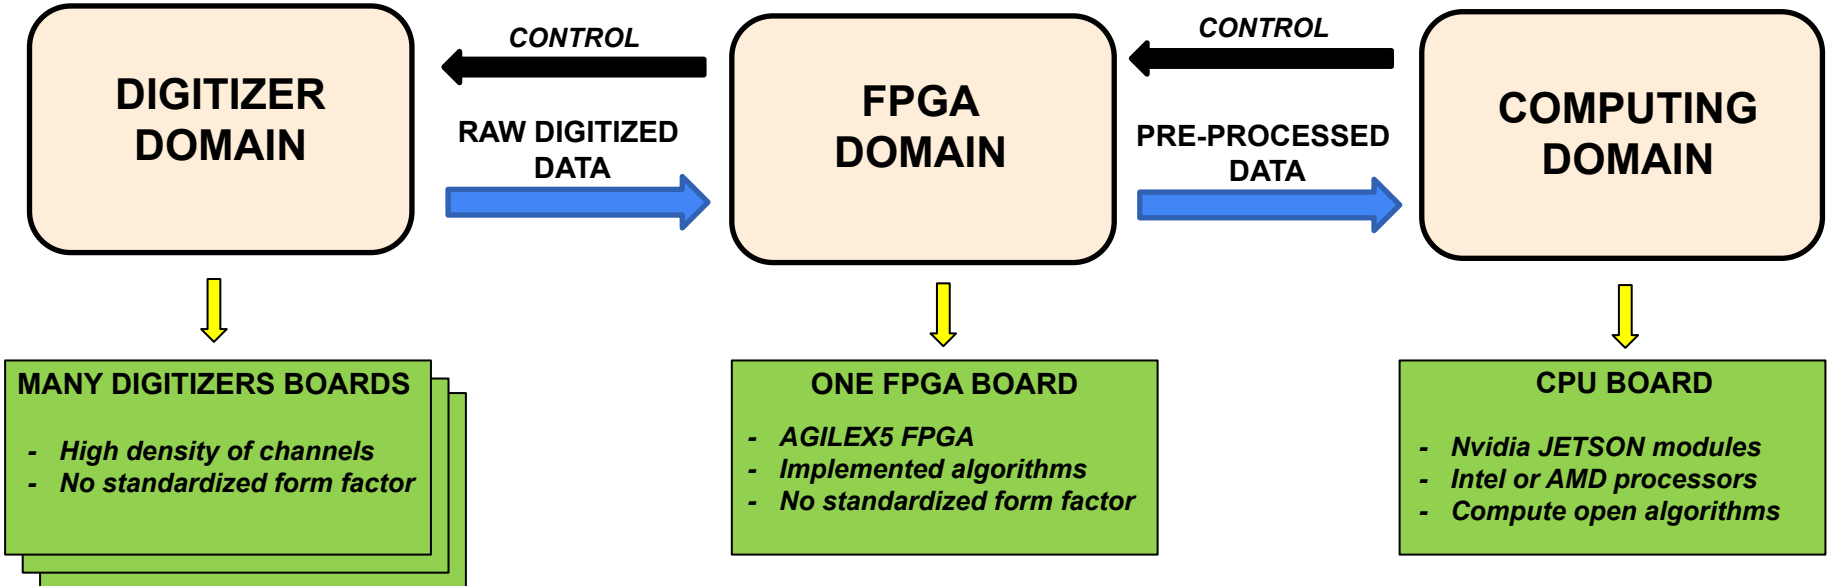 DIGITIZER
DOMAIN
CONTROL
RAW DIGITIZED
DATA
FPGA
DOMAIN
CONTROL
PRE-PROCESSED
DATA
COMPUTING
DOMAIN
MANY DIGITIZERS BOARDS
- High density of channels
- No standardized form factor
ONE FPGA BOARD
- AGILEX5 FPGA
- Implemented algorithms
- No standardized form factor
CPU BOARD
- Nvidia JETSON modules
- Intel or AMD processors
- Compute open algorithms